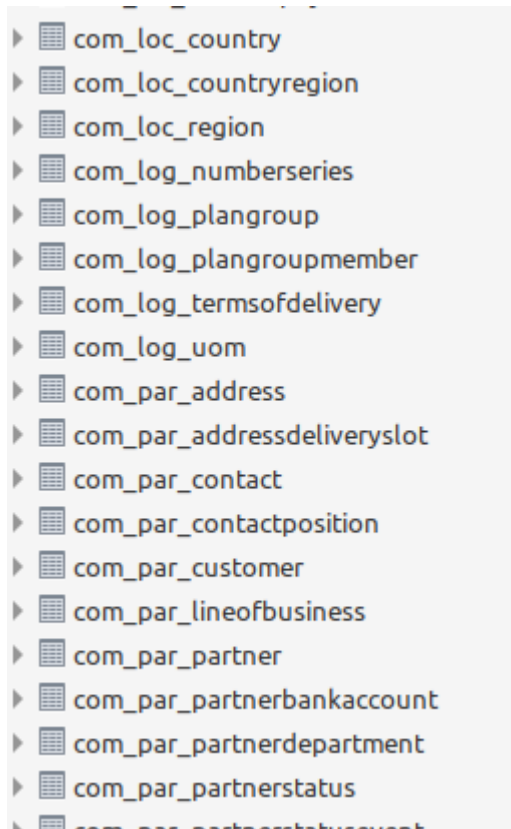 com_loc_country
com_loc_countryregion
com_loc_region
com_log_numberseries
com_log_plangroup
com_log_plangroupmember
com_log_termsofdelivery
com_log_uom
com_par_address
com_par_addressdeliveryslot
com_par_contact
com_par_contactposition
com_par_customer
com_par_lineofbusiness
com_par_partner
com_par_partnerbankaccount
com_par_partnerdepartment
com_par_partnerstatus